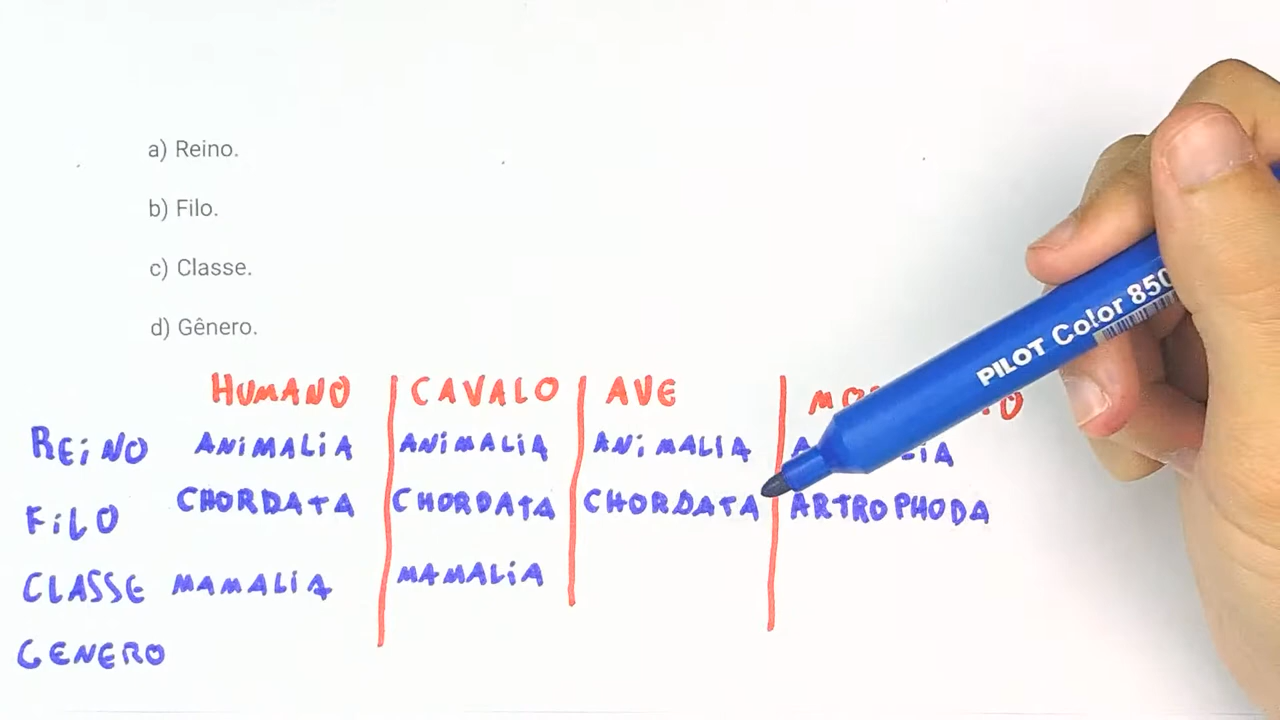 a) Reino.
b) Filo.
c) Classe.
d) Gênero.
HUMANO CAVALO AVE
REINO ANIMALIA ANIMALIA ANIMALIA
FILO CHORDATA CHORDATA CHORDATA ARTROPHODA
CLASSE MAMALIA MAMALIA
GENERO
PILOT Color 850